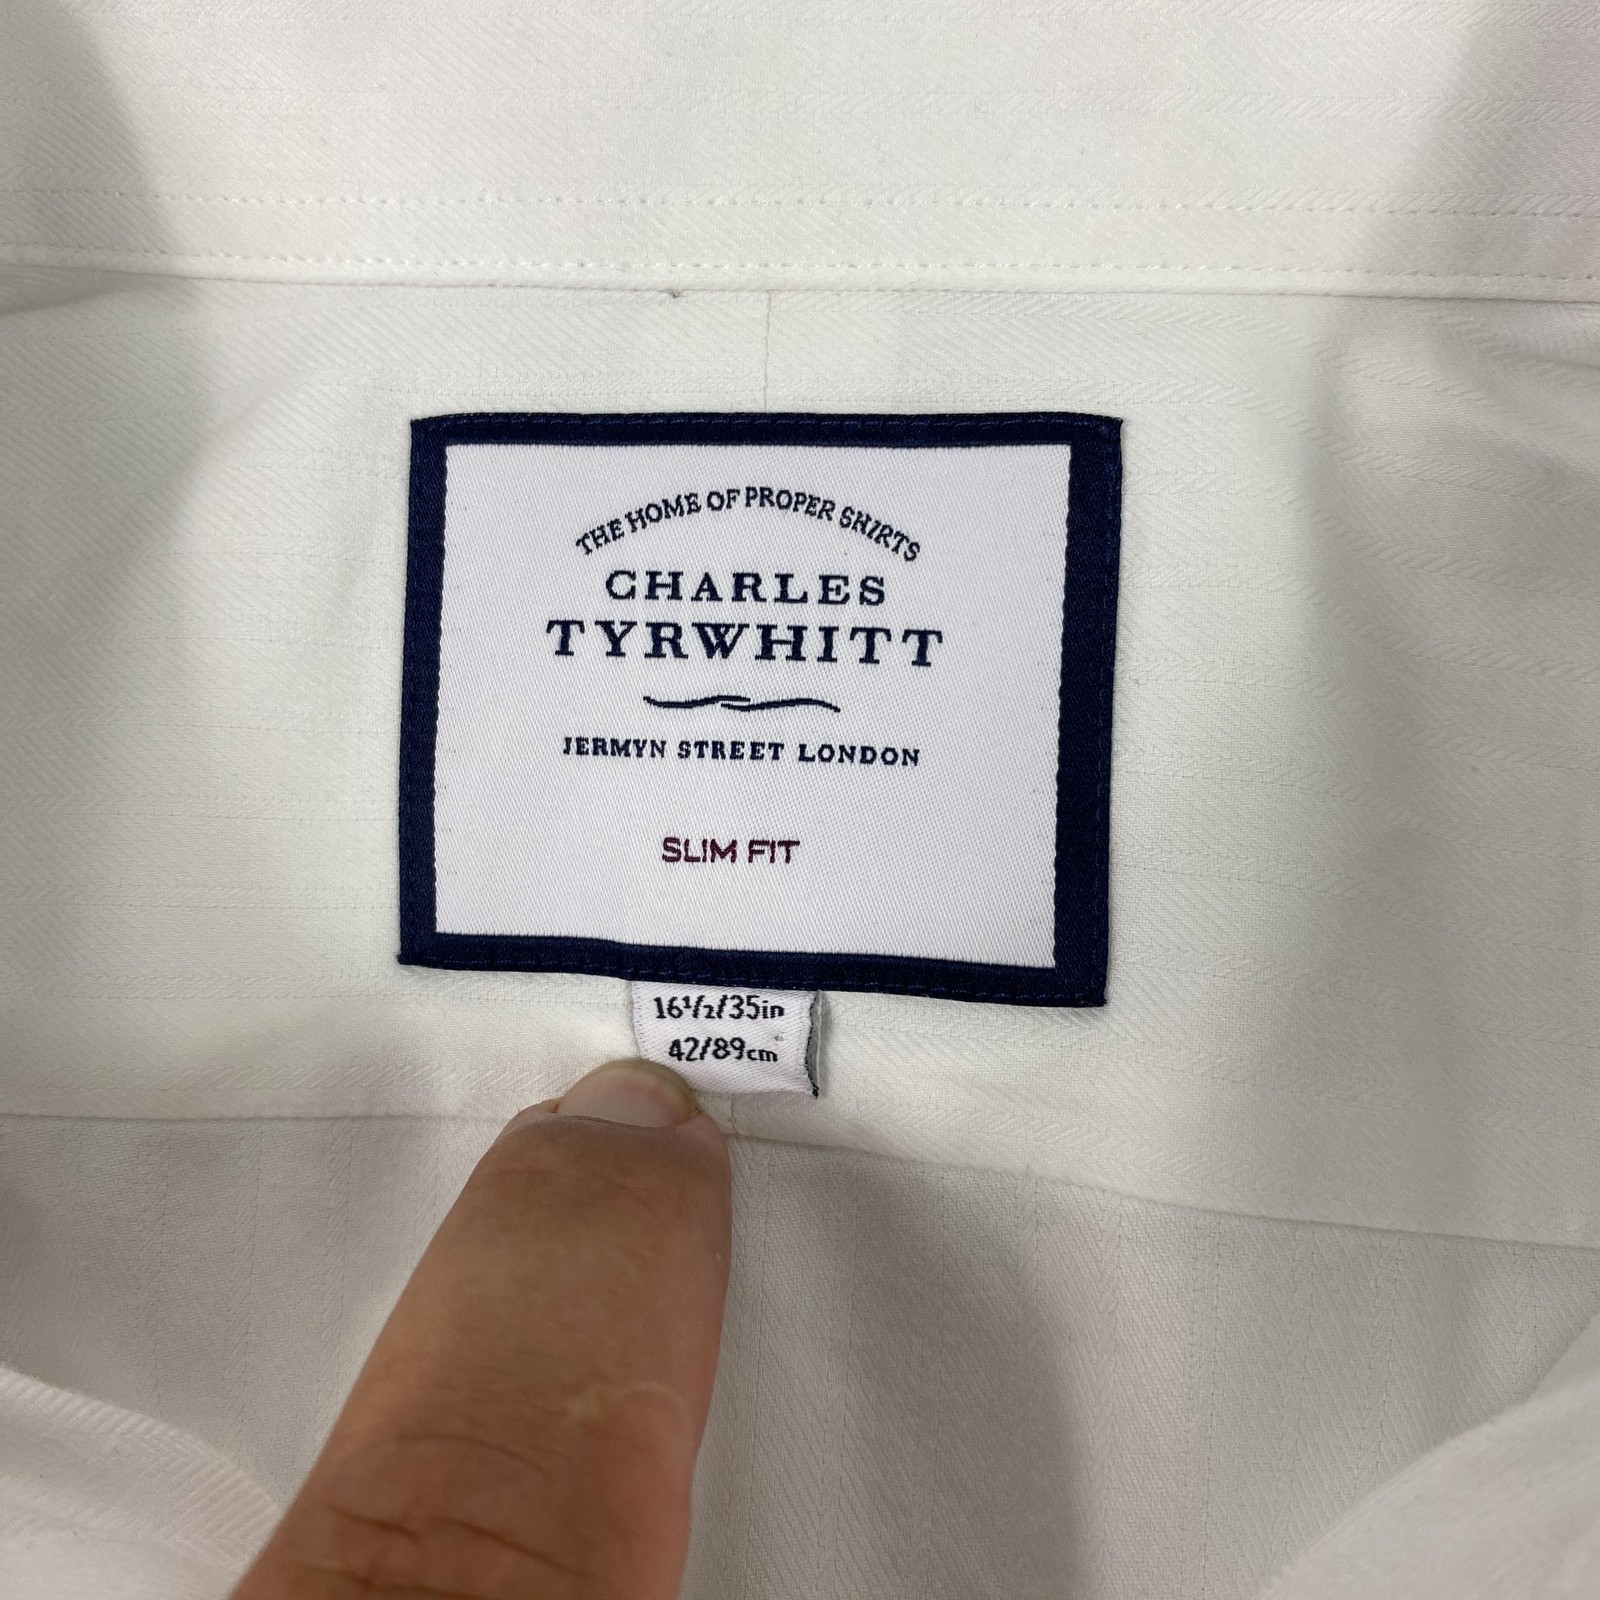 THE HOME OF PROPER SHIRTS
CHARLES
TYRWHITT
JERMYN STREET LONDON
SLIM FIT
16½/35in
42/89cm